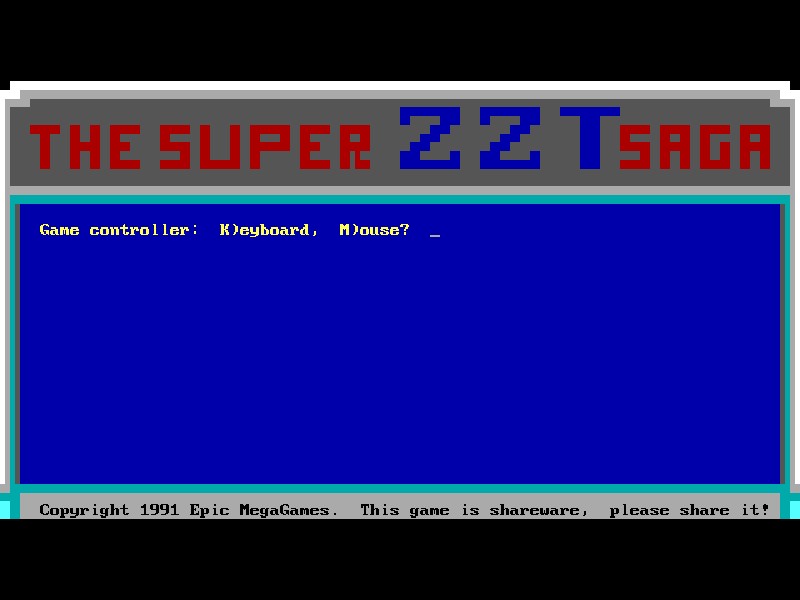 THE SUPER ZZT SAGA
Game controller:  K)eyboard,  M)ouse?  _
Copyright 1991 Epic MegaGames.  This game is shareware,  please share it!